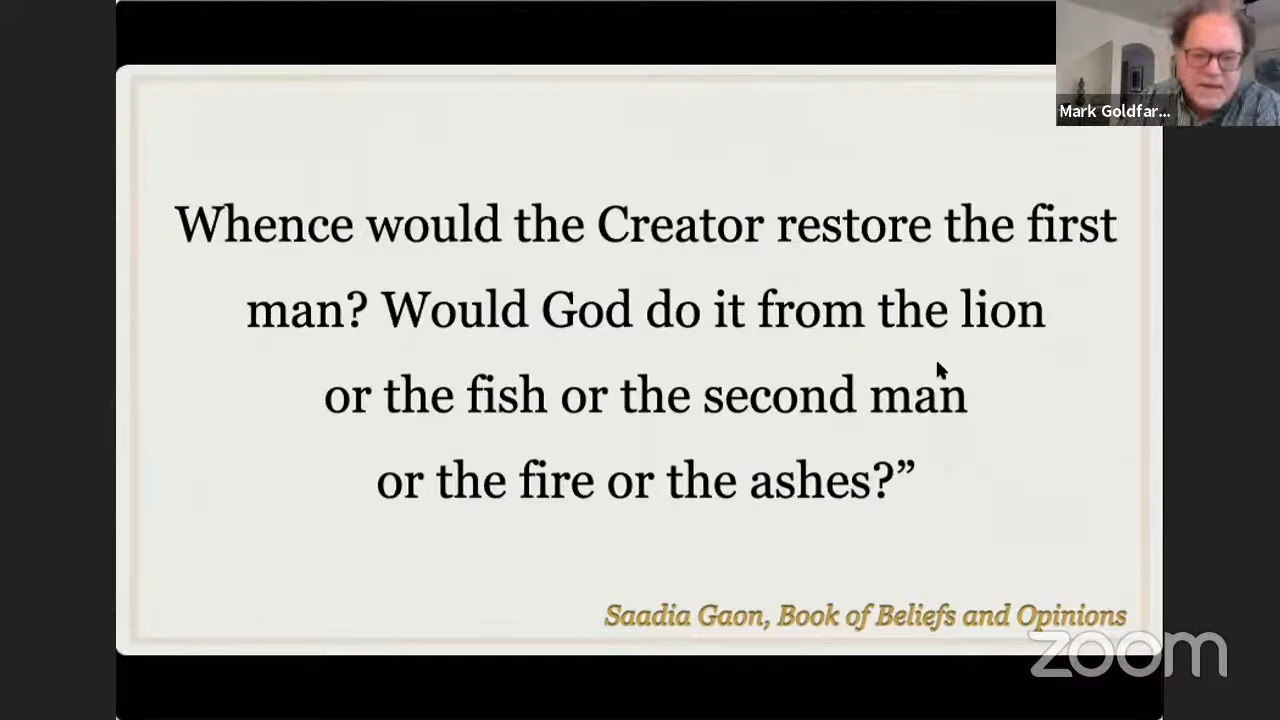 Mark Goldfar...
Whence would the Creator restore the first
man? Would God do it from the lion
or the fish or the second man
or the fire or the ashes?”
Saadia Gaon, Book of Beliefs and Opinions
zoom